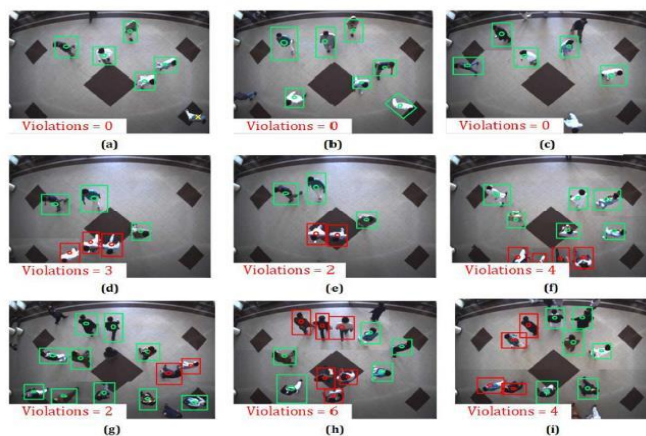 Violations = 0
Violations = 0
Violations = 0
(a)
(b)
(c)
Violations = 3
Violations = 2
Violations = 4
(d)
(e)
(f)
Violations = 2
Violations = 6
Violations = 4
(g)
(h)
(i)